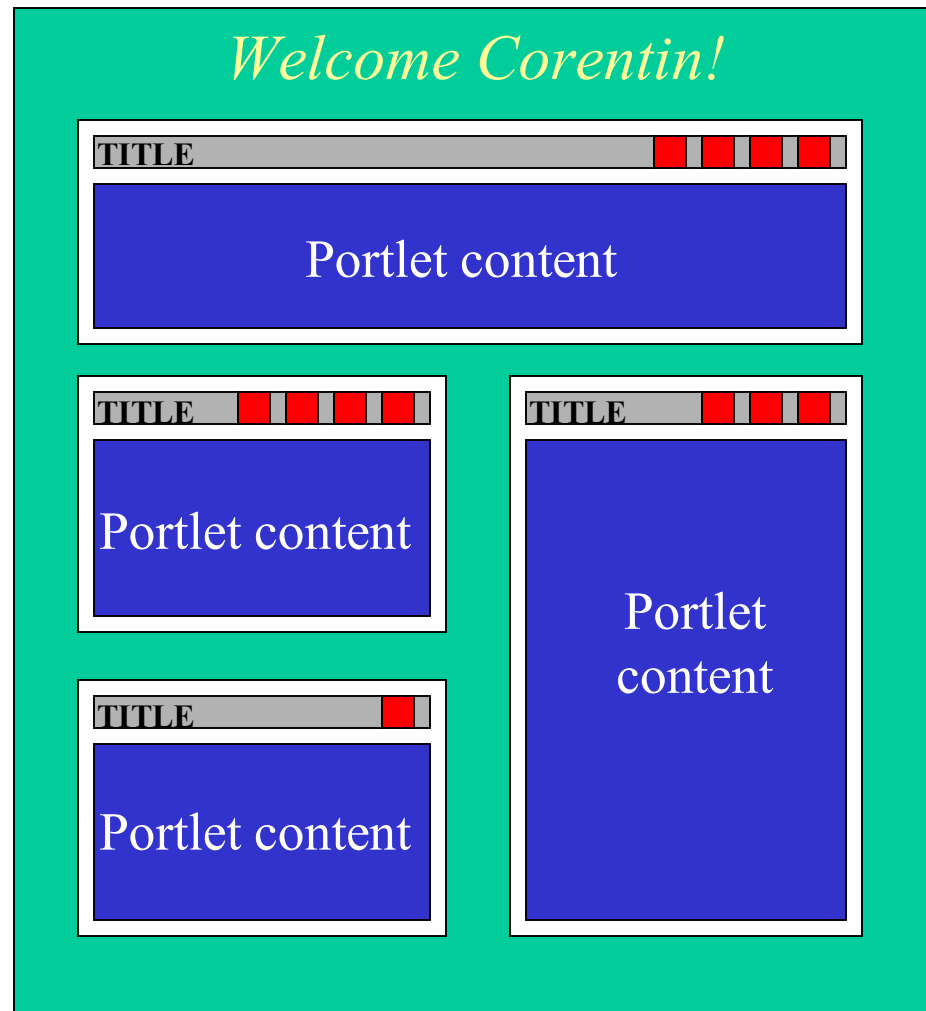 Welcome Corentin!
TITLE
Portlet content
TITLE
Portlet content
TITLE
Portlet
content
TITLE
Portlet content